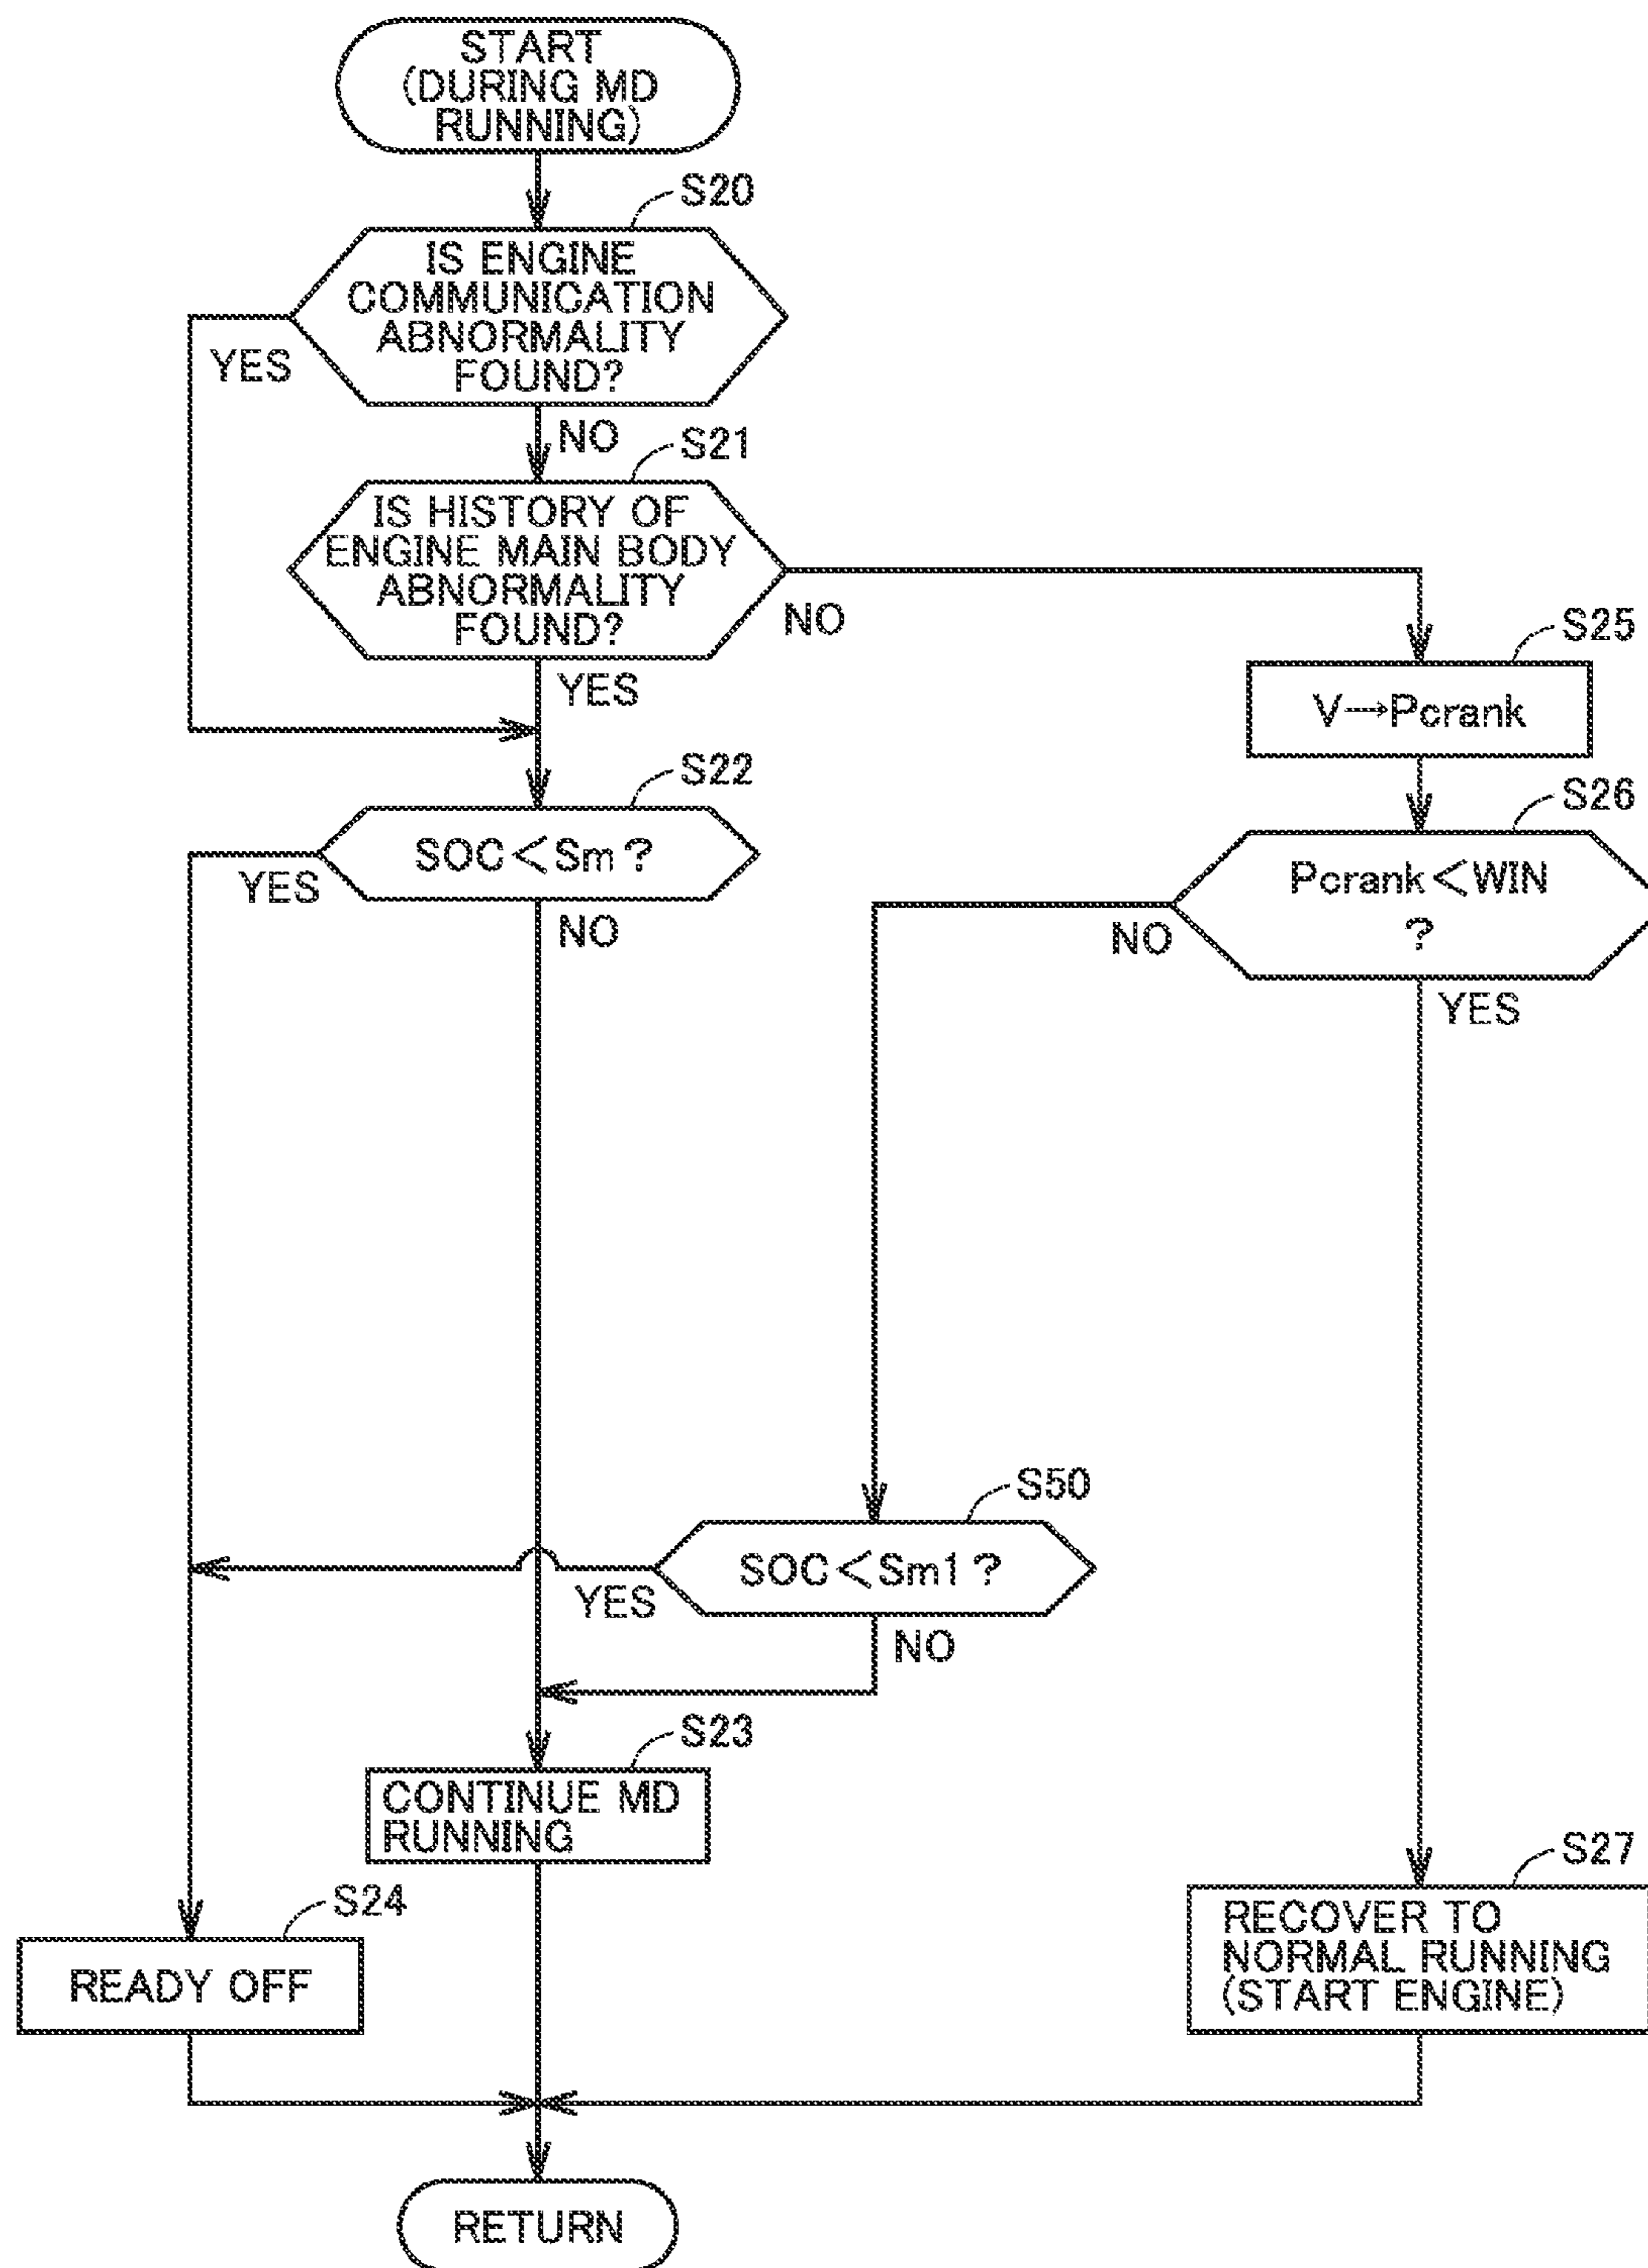 START
(DURING MD
RUNNING)
S20
IS ENGINE
COMMUNICATION
ABNORMALITY
FOUND?
YES
NO
S21
IS HISTORY OF
ENGINE MAIN BODY
ABNORMALITY
FOUND?
NO
YES
S25
V→Pcrank
S22
SOC<Sm?
YES
NO
S26
Pcrank<WIN
?
NO
YES
S50
SOC<Sm1?
YES
NO
S23
CONTINUE MD
RUNNING
S24
READY OFF
S27
RECOVER TO
NORMAL RUNNING
(START ENGINE)
RETURN